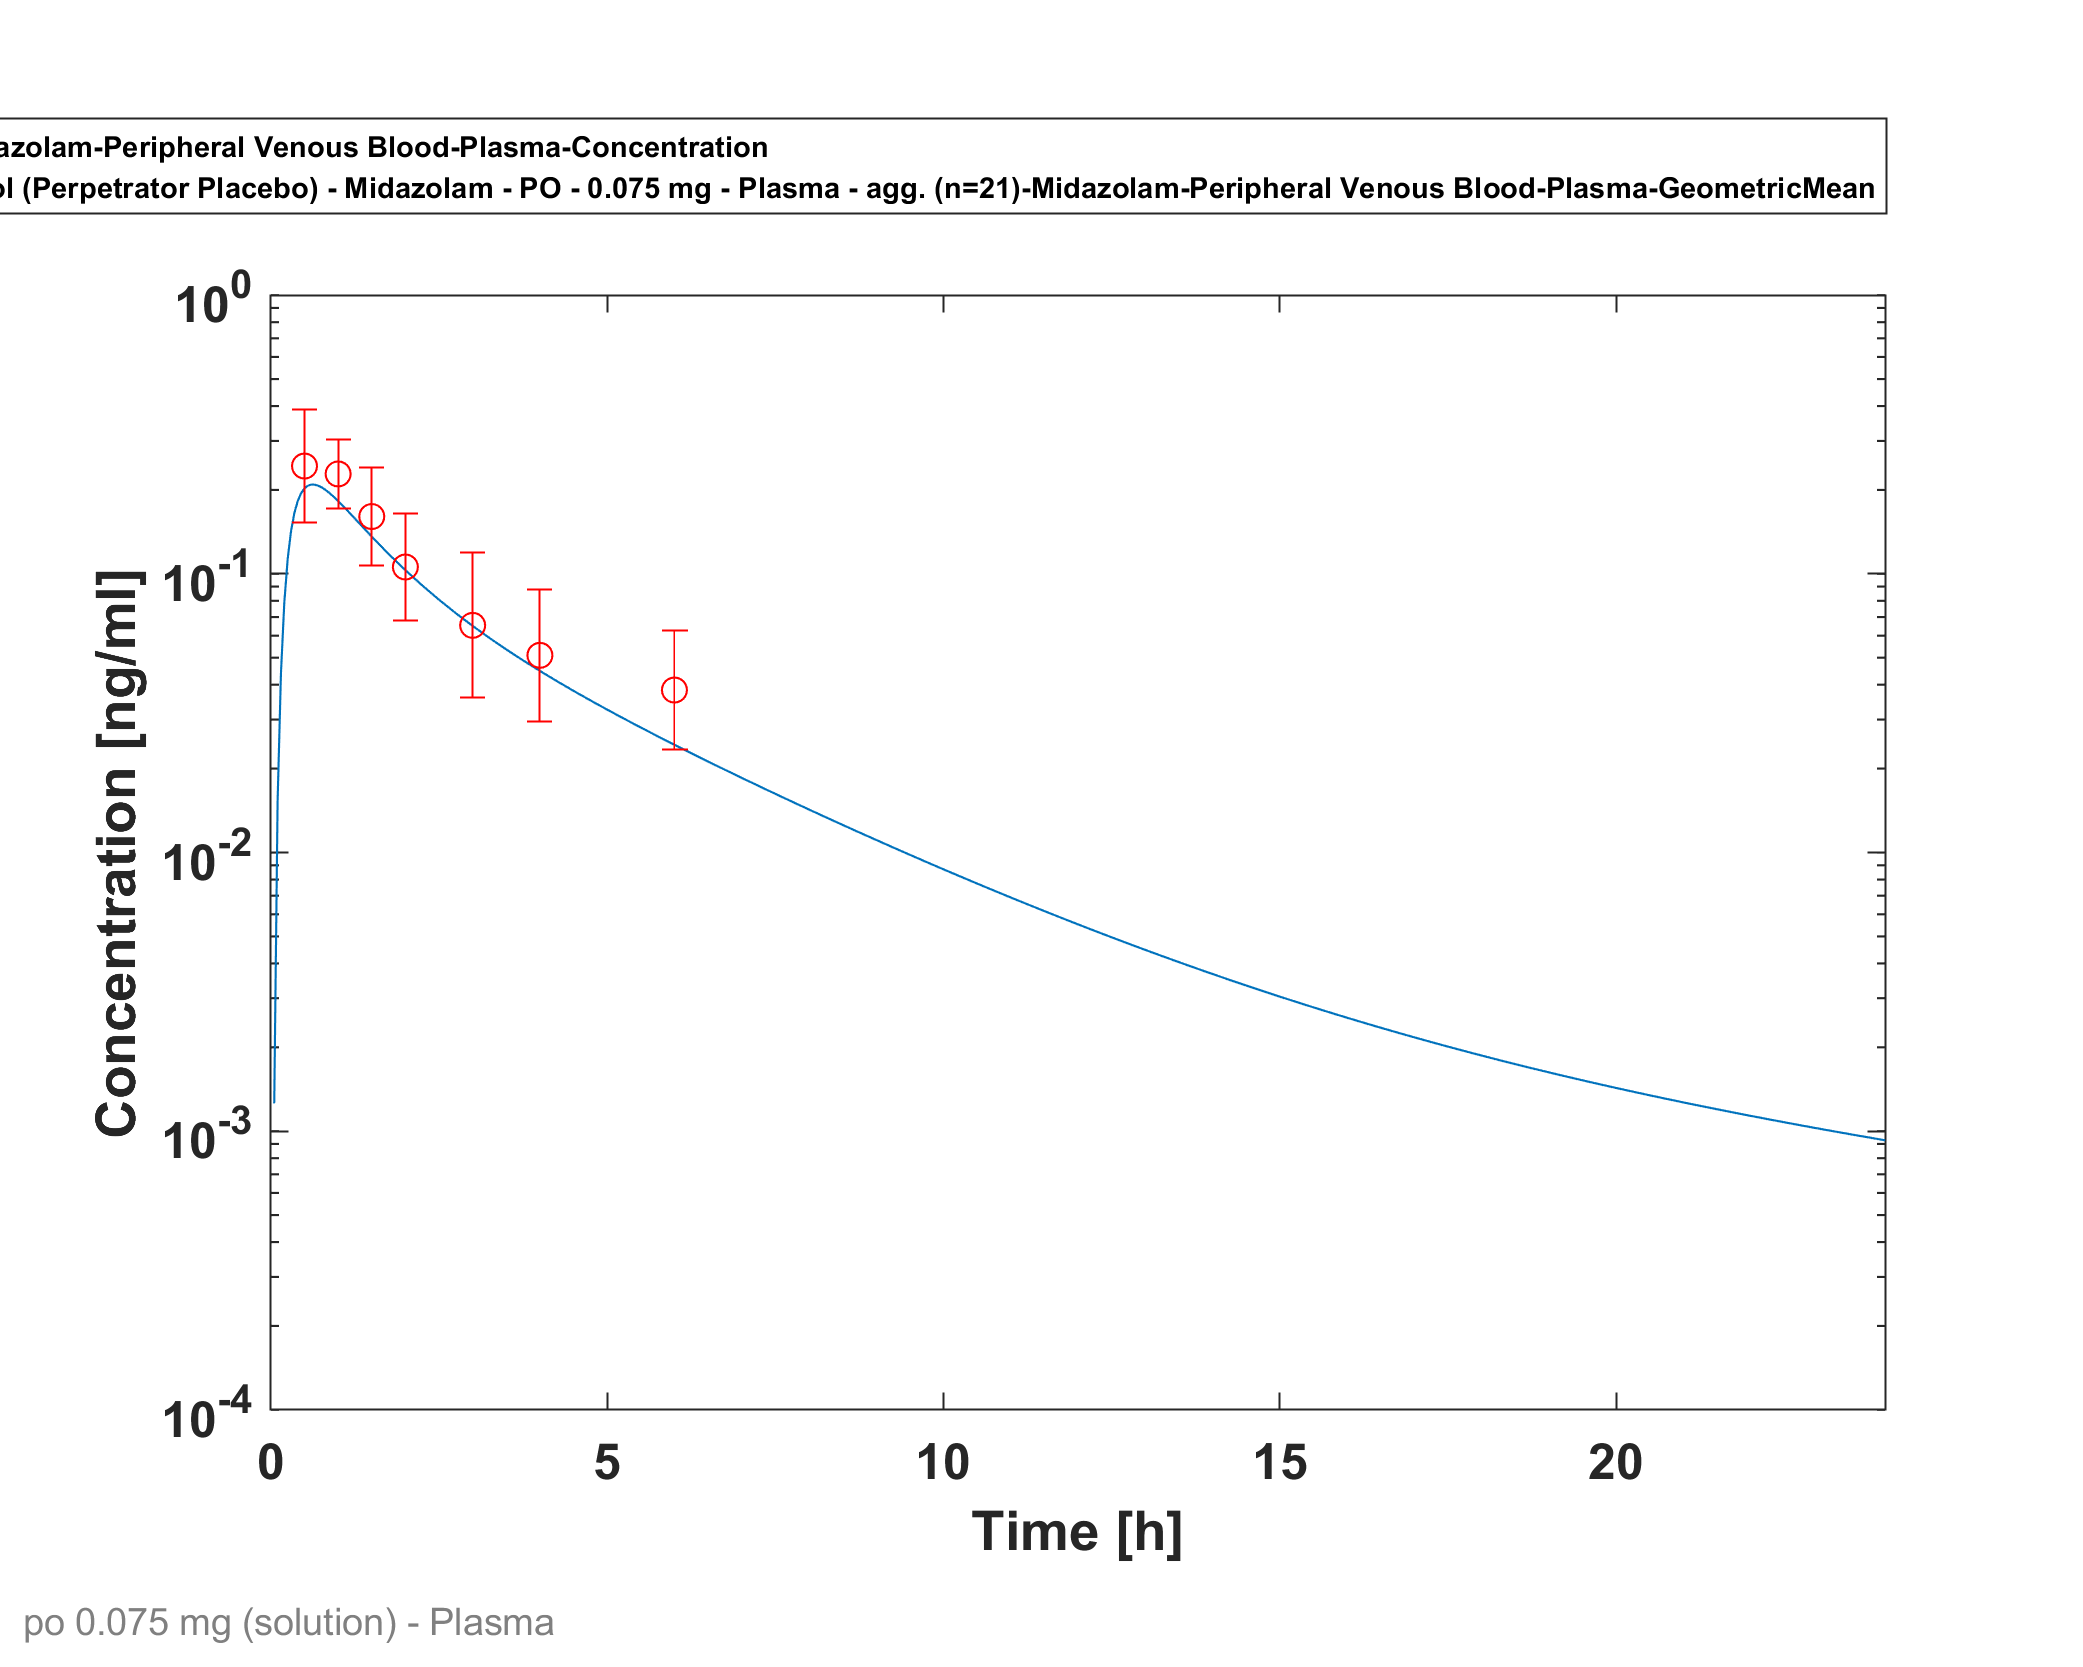 azolam-Peripheral Venous Blood-Plasma-Concentration
ol (Perpetrator Placebo) - Midazolam - PO - 0.075 mg - Plasma - agg. (n=21)-Midazolam-Peripheral Venous Blood-Plasma-GeometricMean
10^0
10^-1
10^-2
10^-3
10^-4
Concentration [ng/ml]
0 5 10 15 20
Time [h]
po 0.075 mg (solution) - Plasma